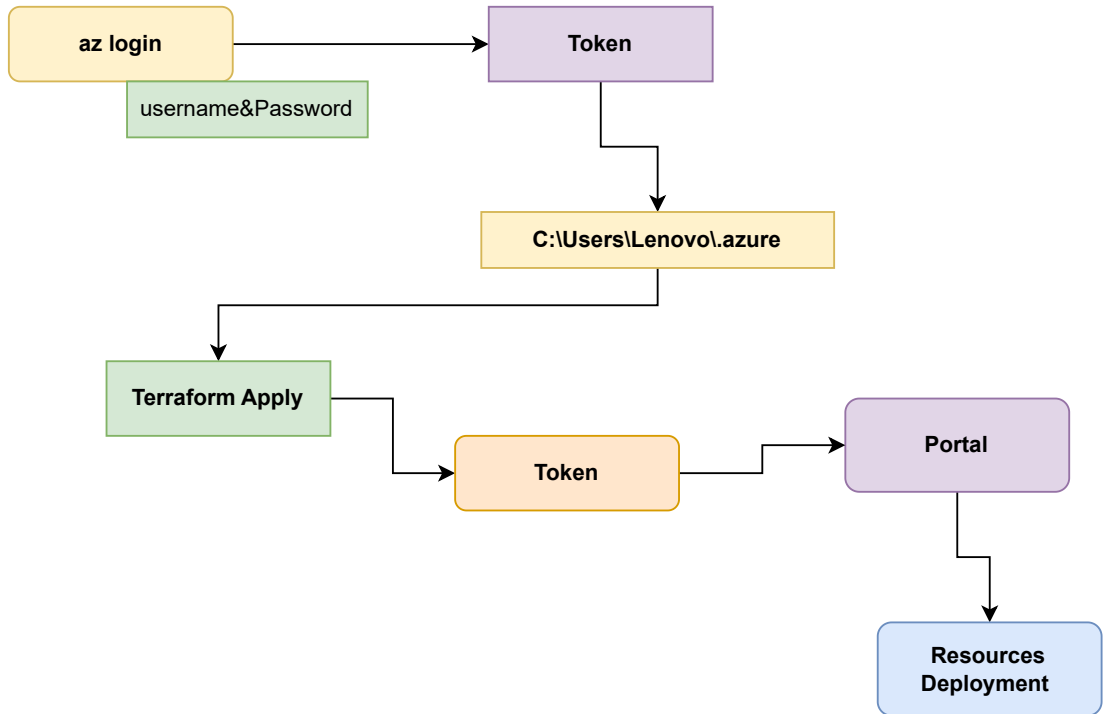 az login
Token
username&Password
C:\Users\Lenovo\.azure
Terraform Apply
Token
Portal
Resources
Deployment